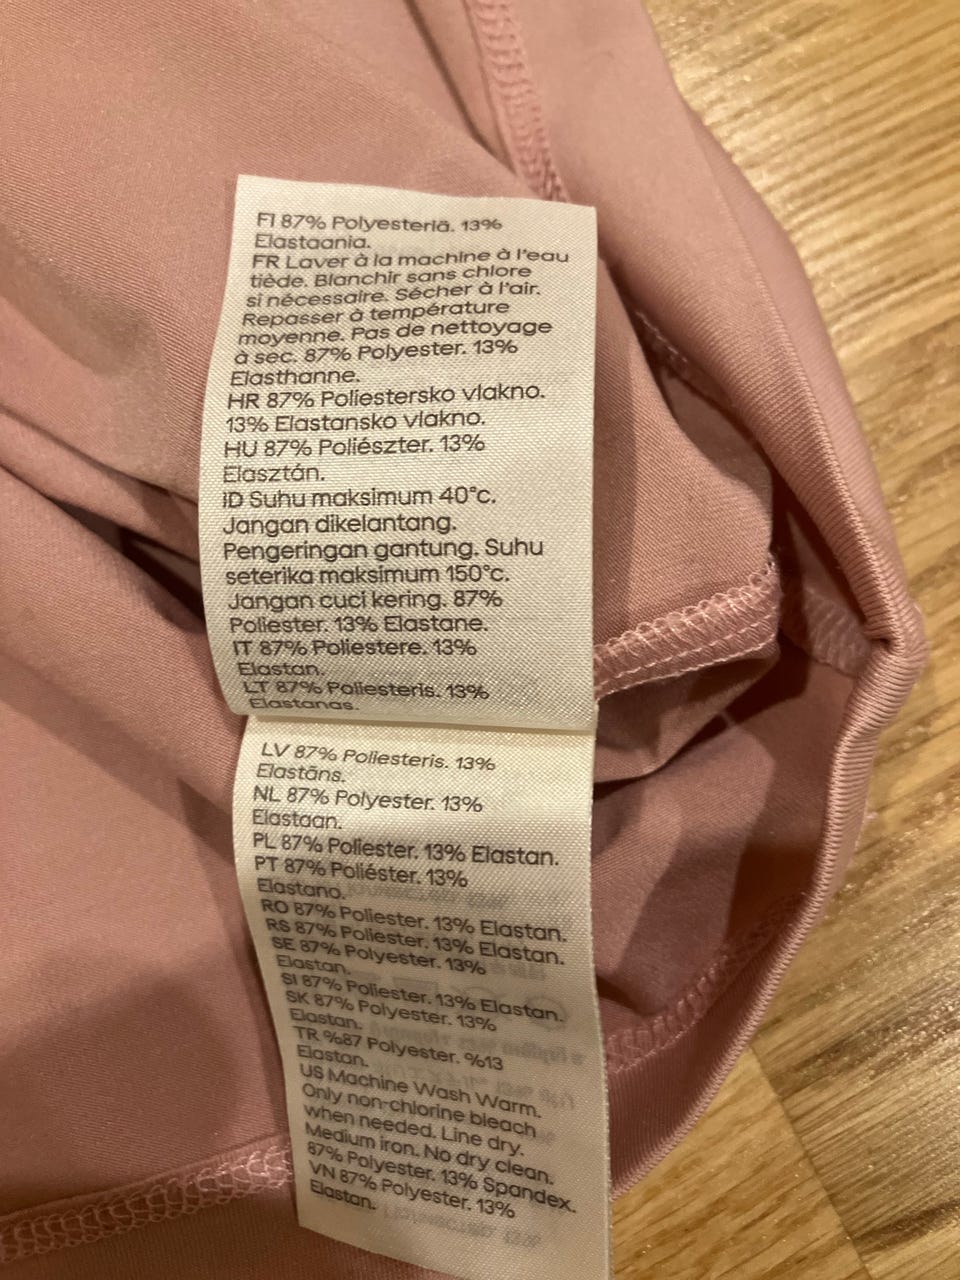 FI 87% Polyesteriä. 13%
Elastaania.
FR Laver à la machine à l'eau
tiède. Blanchir sans chlore
si nécessaire. Sécher à l'air.
Repasser à température
moyenne. Pas de nettoyage
à sec. 87% Polyester. 13%
Elasthanne.
HR 87% Poliestersko vlakno.
13% Elastansko vlakno.
HU 87% Poliészter. 13%
Elasztán.
ID Suhu maksimum 40°c.
Jangan dikelantang.
Pengeringan gantung. Suhu
seterika maksimum 150°c.
Jangan cuci kering. 87%
Poliester. 13% Elastane.
IT 87% Poliestere. 13%
Elastan.
LT 87% Poliesteris. 13%
Elastanas.
LV 87% Poliesteris. 13%
Elastāns.
NL 87% Polyester. 13%
Elastaan.
PL 87% Poliester. 13% Elastan.
PT 87% Poliéster. 13%
Elastano.
RO 87% Poliester. 13% Elastan.
RS 87% Poliester. 13% Elastan.
SE 87% Polyester. 13%
Elastan.
SI 87% Poliester. 13% Elastan.
SK 87% Polyester. 13%
Elastan.
TR %87 Polyester. %13
Elastan.
US Machine Wash Warm.
Only non-chlorine bleach
when needed. Line dry.
Medium iron. No dry clean.
87% Polyester. 13% Spandex.
VN 87% Polyester. 13%
Elastan.